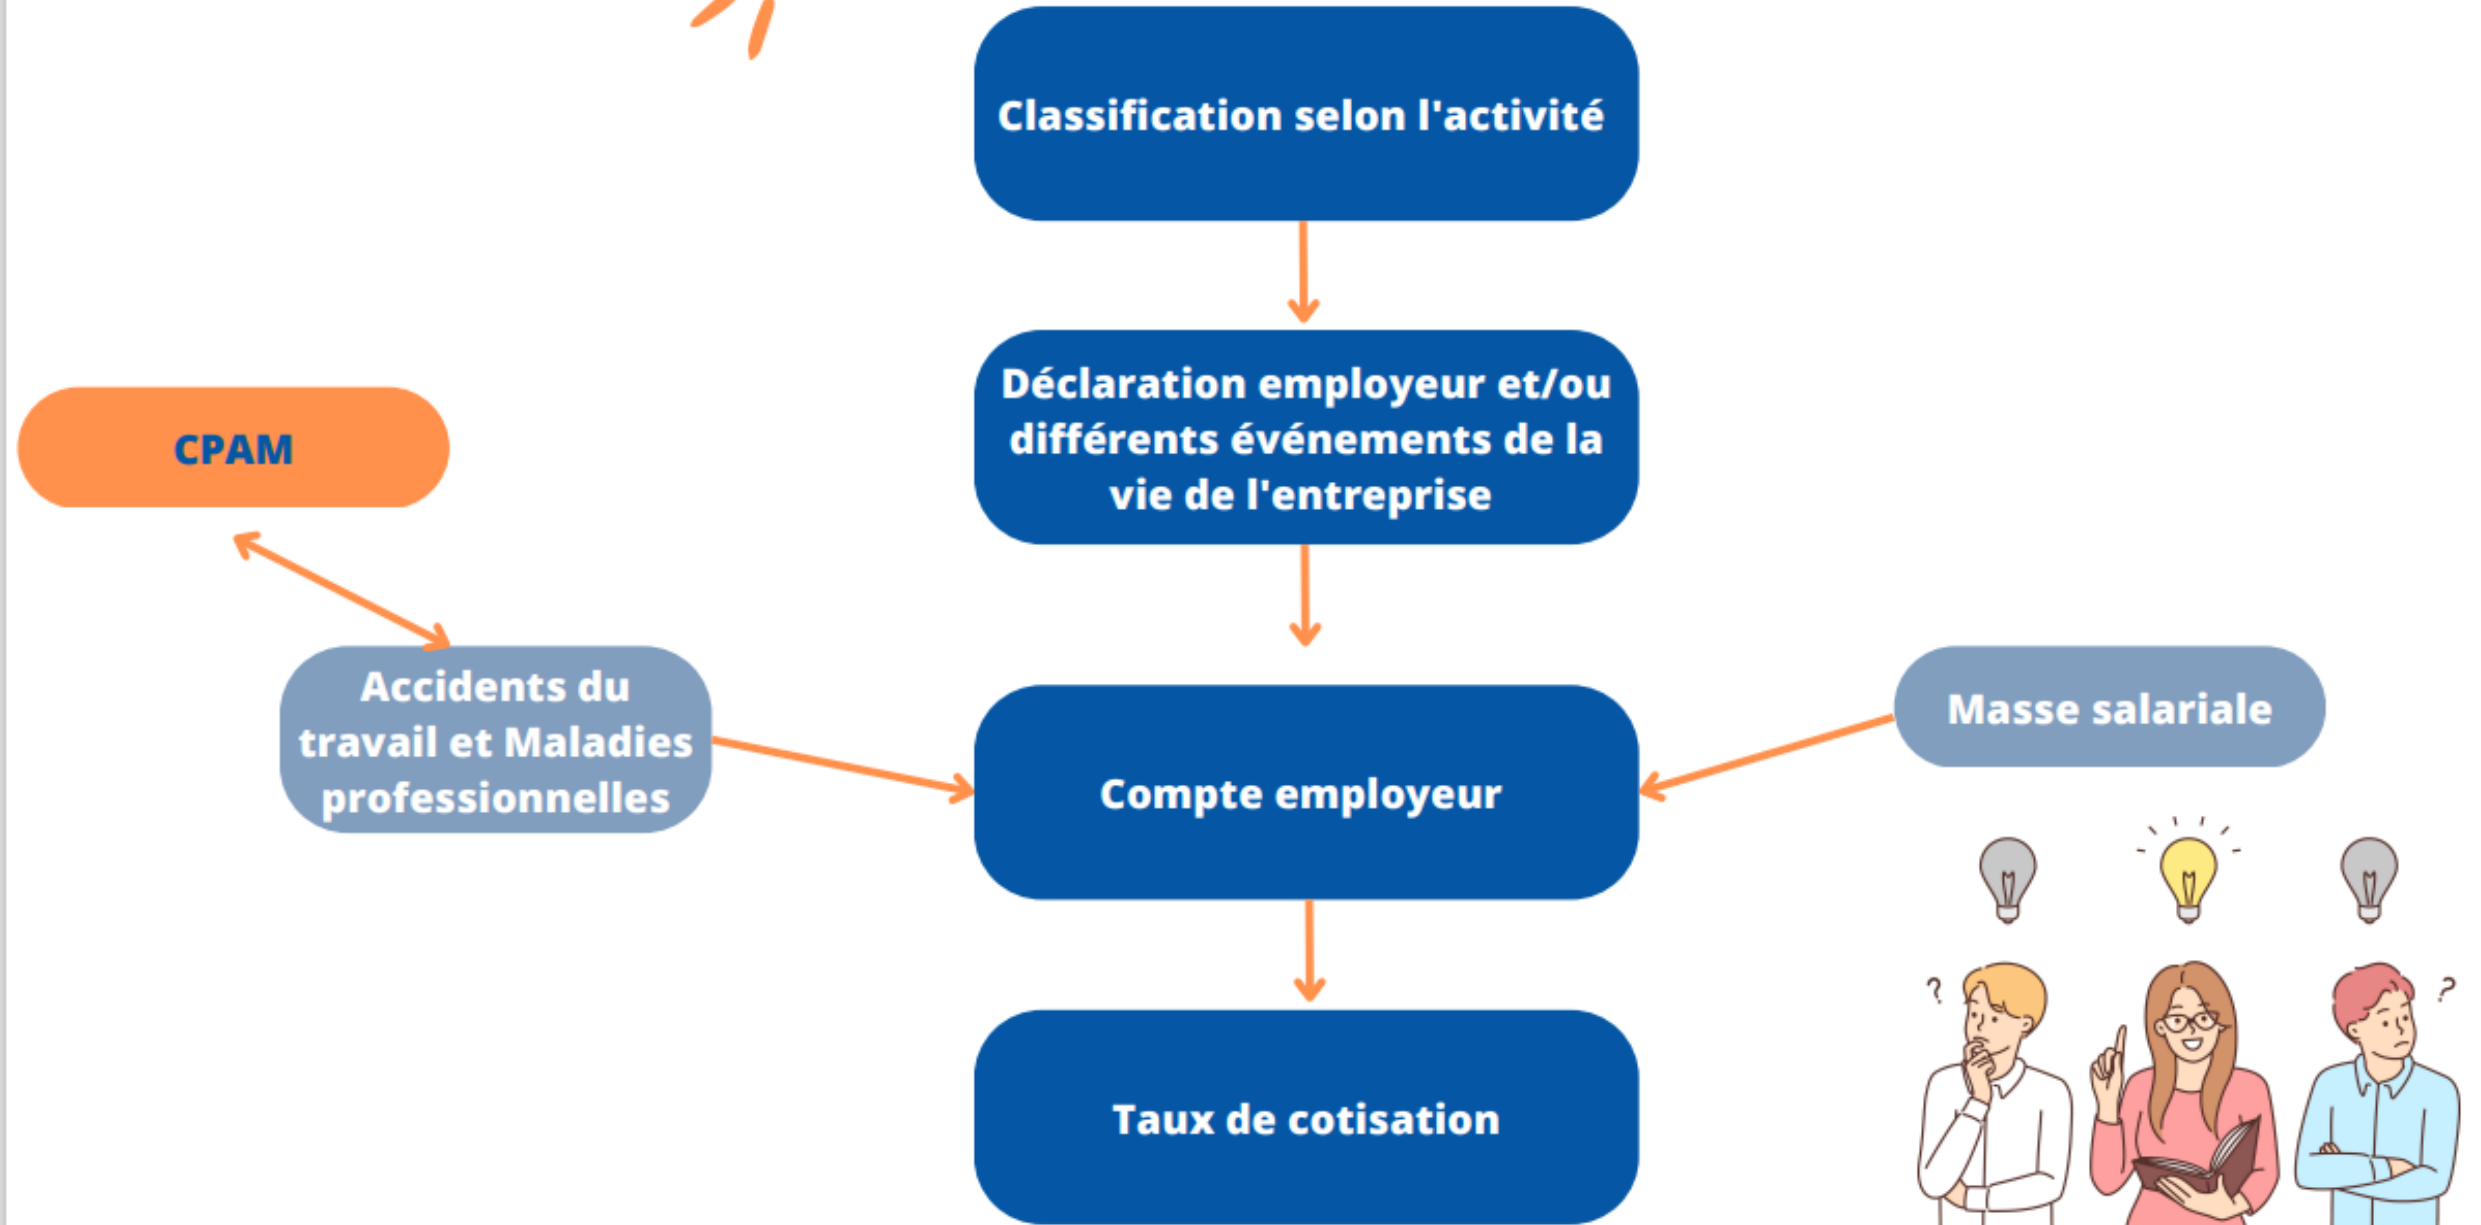 Classification selon l'activité
Déclaration employeur et/ou
différents événements de la
vie de l'entreprise
CPAM
Accidents du
travail et Maladies
professionnelles
Masse salariale
Compte employeur
? ?
Taux de cotisation